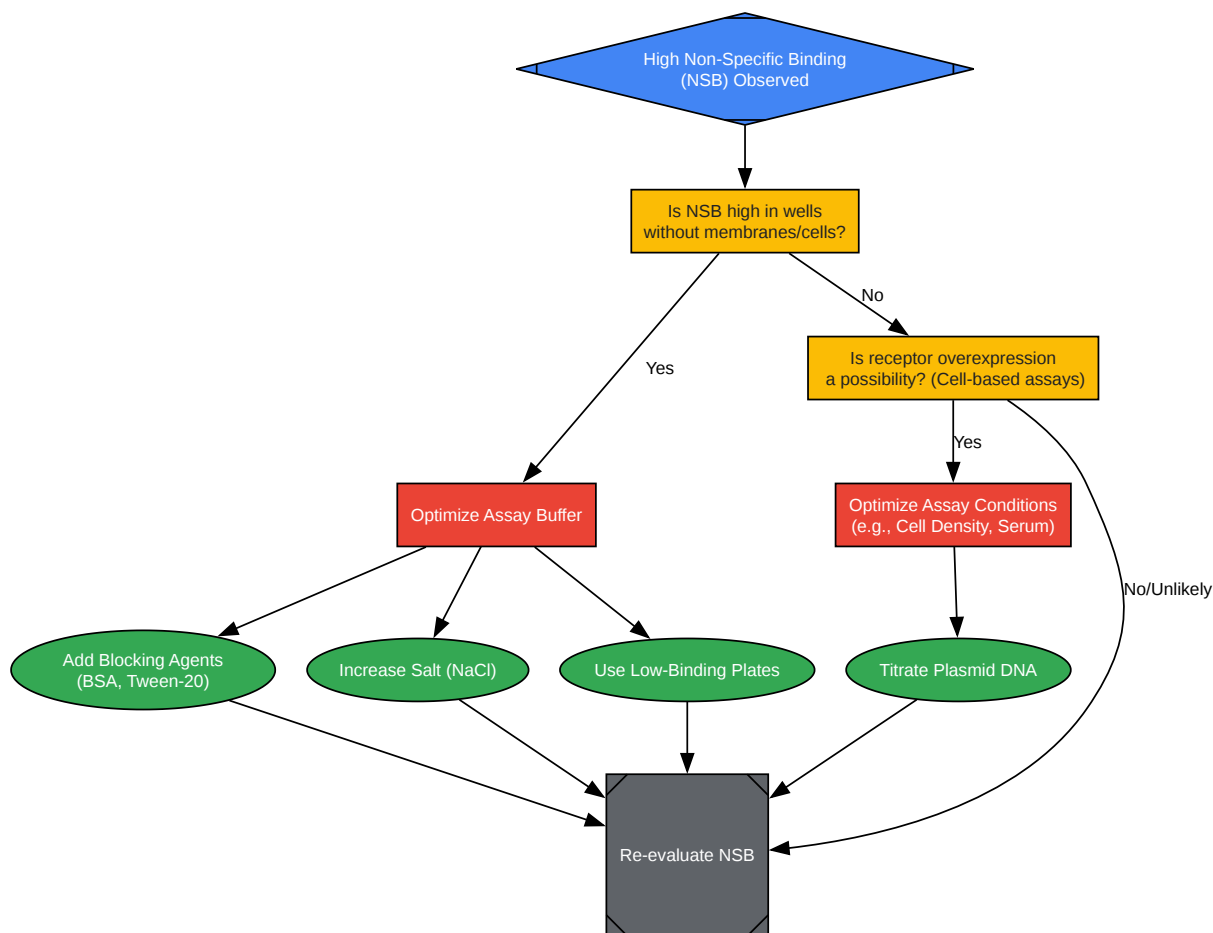 High Non-Specific Binding
(NSB) Observed
Is NSB high in wells
without membranes/cells?
No
Is receptor overexpression
a possibility? (Cell-based assays)
Yes
Yes
Optimize Assay Buffer
Optimize Assay Conditions
(e.g., Cell Density, Serum)
No/Unlikely
Add Blocking Agents
(BSA, Tween-20)
Increase Salt (NaCl)
Use Low-Binding Plates
Titrate Plasmid DNA
Re-evaluate NSB